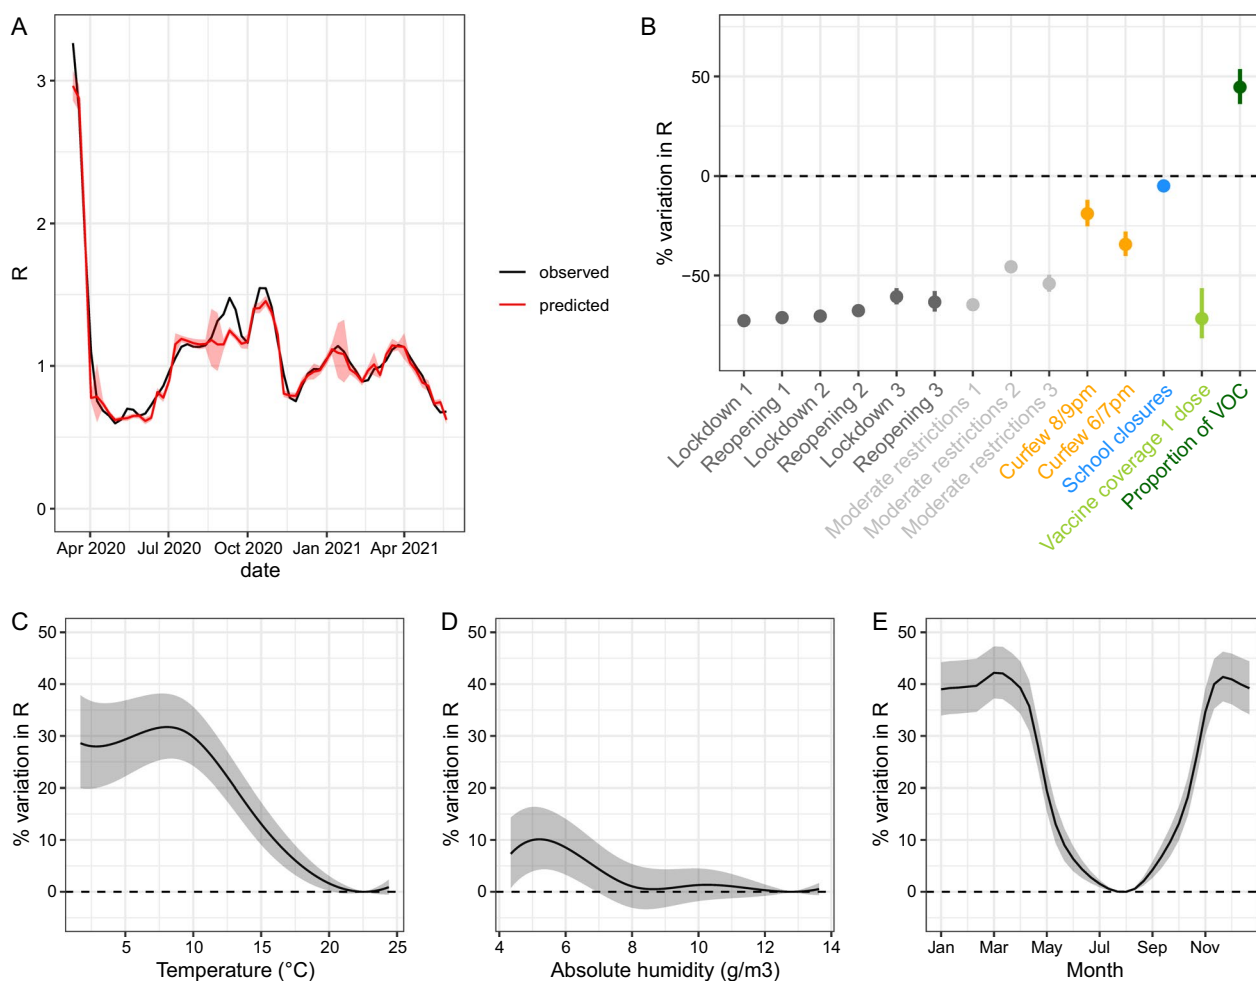 A
3
2
1
0
R
Apr 2020 Jul 2020 Oct 2020 Jan 2021 Apr 2021
date
observed
predicted
B
50
0
−50
% variation in R
Lockdown 1
Reopening 1
Lockdown 2
Reopening 2
Lockdown 3
Reopening 3
Moderate restrictions 1
Moderate restrictions 2
Moderate restrictions 3
Curfew 8/9pm
Curfew 6/7pm
School closures
Vaccine coverage 1 dose
Proportion of VOC
C
50
40
30
20
10
0
% variation in R
5 10 15 20 25
Temperature (°C)
D
50
40
30
20
10
0
% variation in R
4 6 8 10 12 14
Absolute humidity (g/m3)
E
50
40
30
20
10
0
% variation in R
Jan Mar May Jul Sep Nov
Month